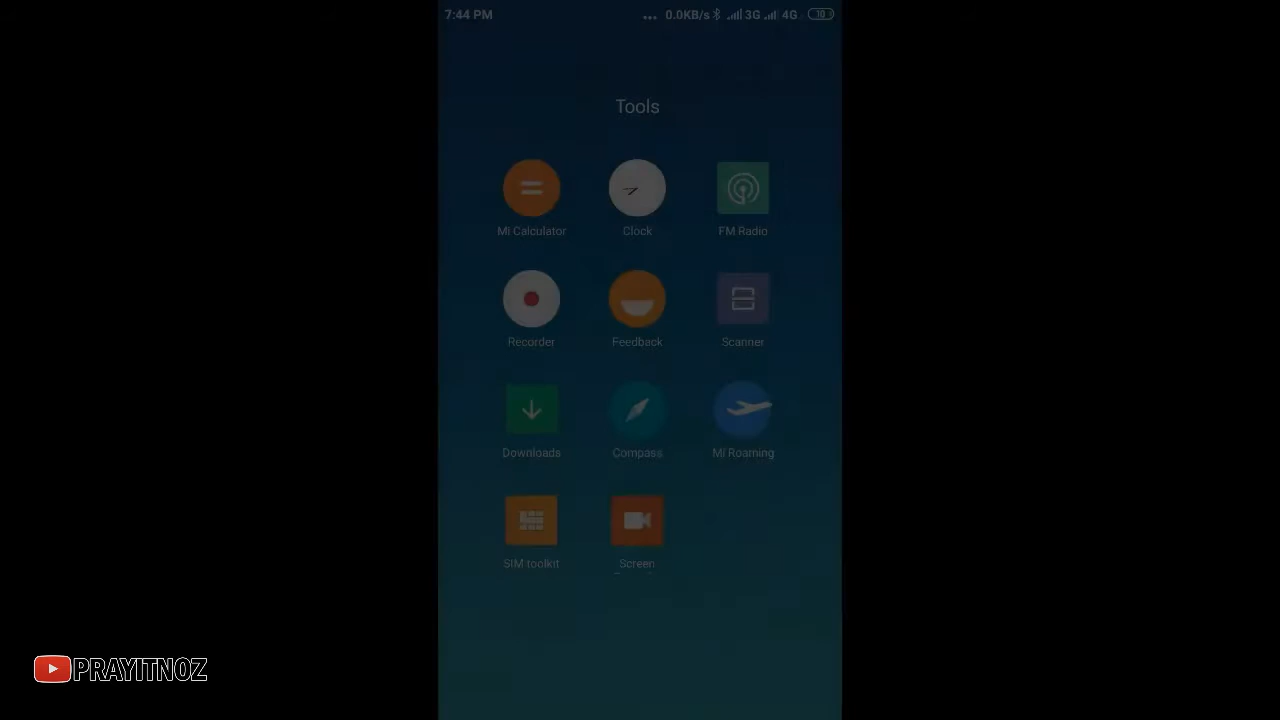 7:44 PM ... 0.0KB/s 3G 4G 10
Tools
Mi Calculator Clock FM Radio
Recorder Feedback Scanner
Downloads Compass Mi Roaming
SIM toolkit Screen
PRAYITNOZ